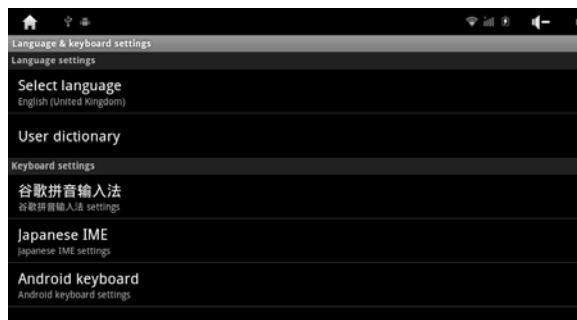 Language & keyboard settings
Language settings
Select language
English (United Kingdom)
User dictionary
Keyboard settings
谷歌拼音输入法
谷歌拼音输入法 settings
Japanese IME
Japanese IME settings
Android keyboard
Android keyboard settings